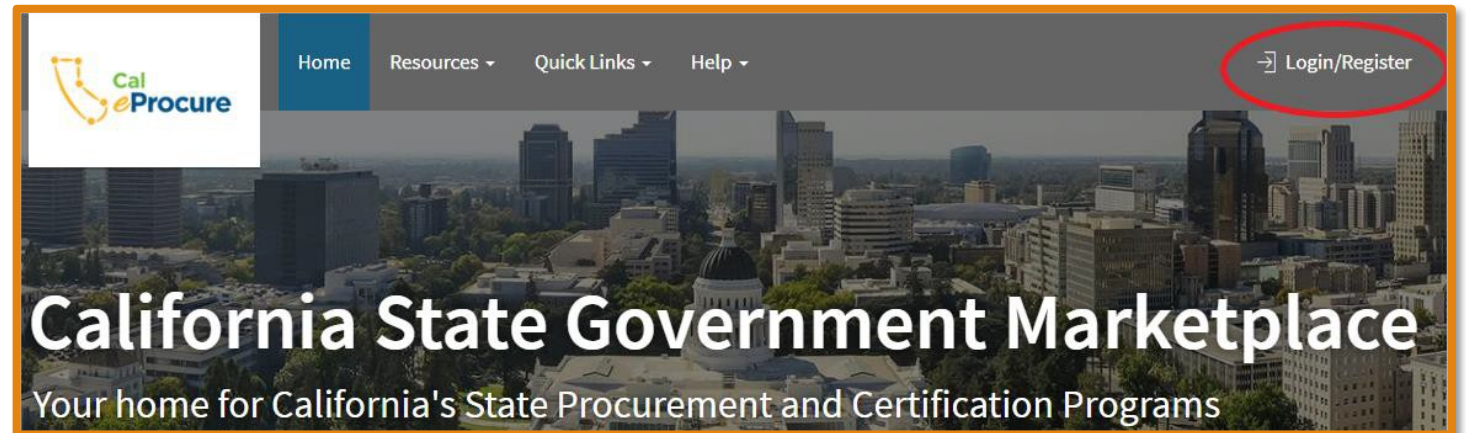 Cal
eProcure
Home Resources Quick Links Help Login/Register
California State Government Marketplace
Your home for California's State Procurement and Certification Programs